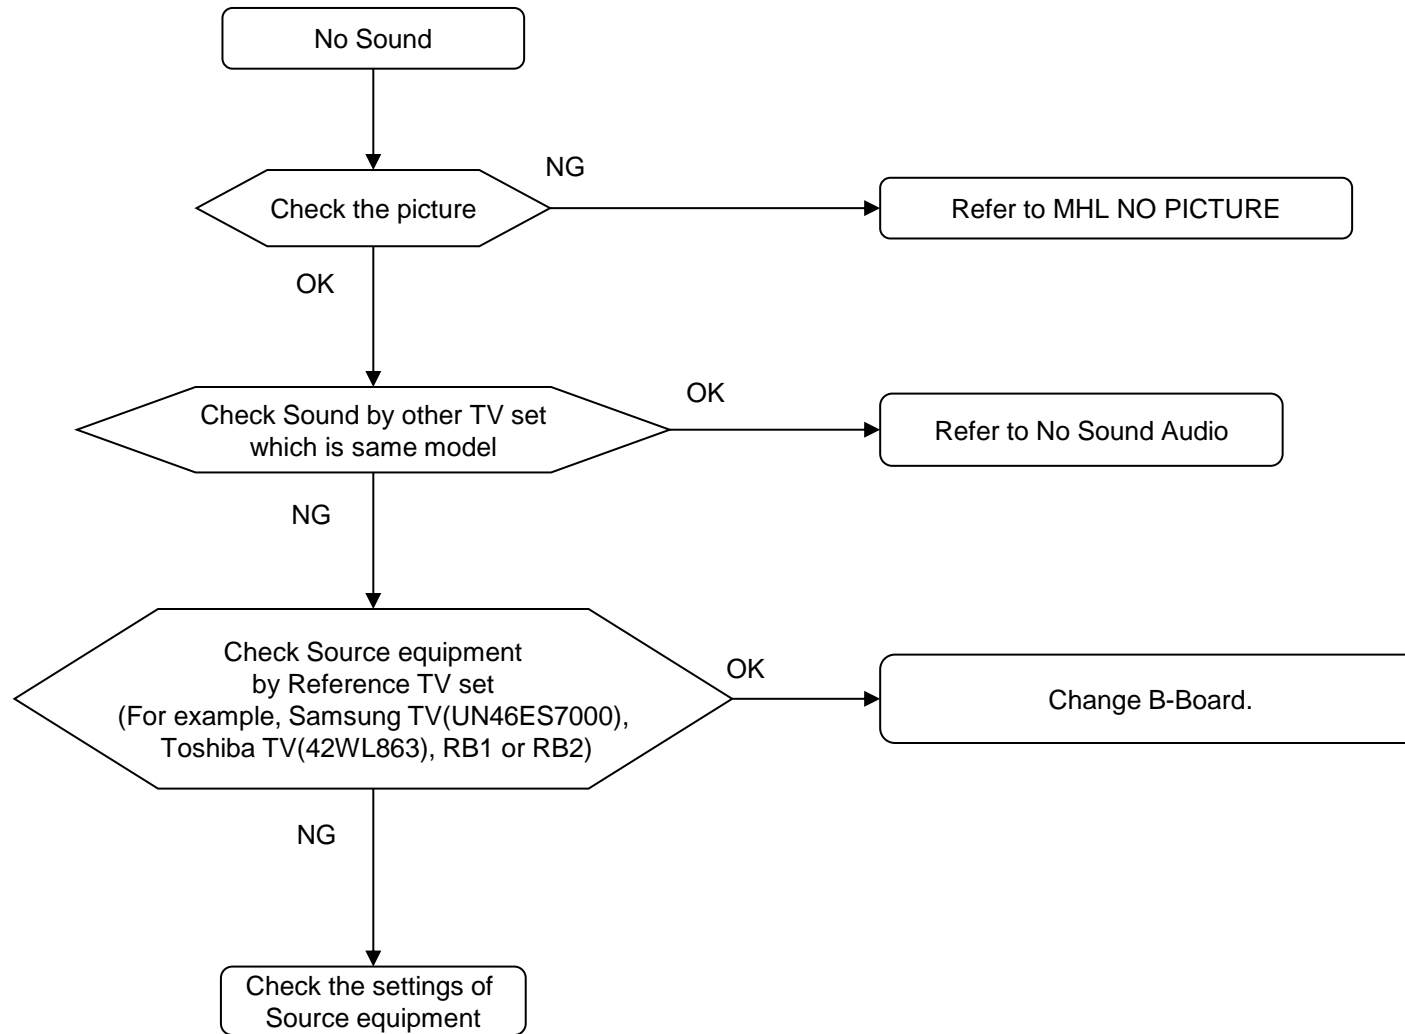 No Sound
NG
Check the picture
Refer to MHL NO PICTURE
OK
OK
Check Sound by other TV set
which is same model
Refer to No Sound Audio
NG
Check Source equipment
by Reference TV set
(For example, Samsung TV(UN46ES7000),
Toshiba TV(42WL863), RB1 or RB2)
OK
Change B-Board.
NG
Check the settings of
Source equipment